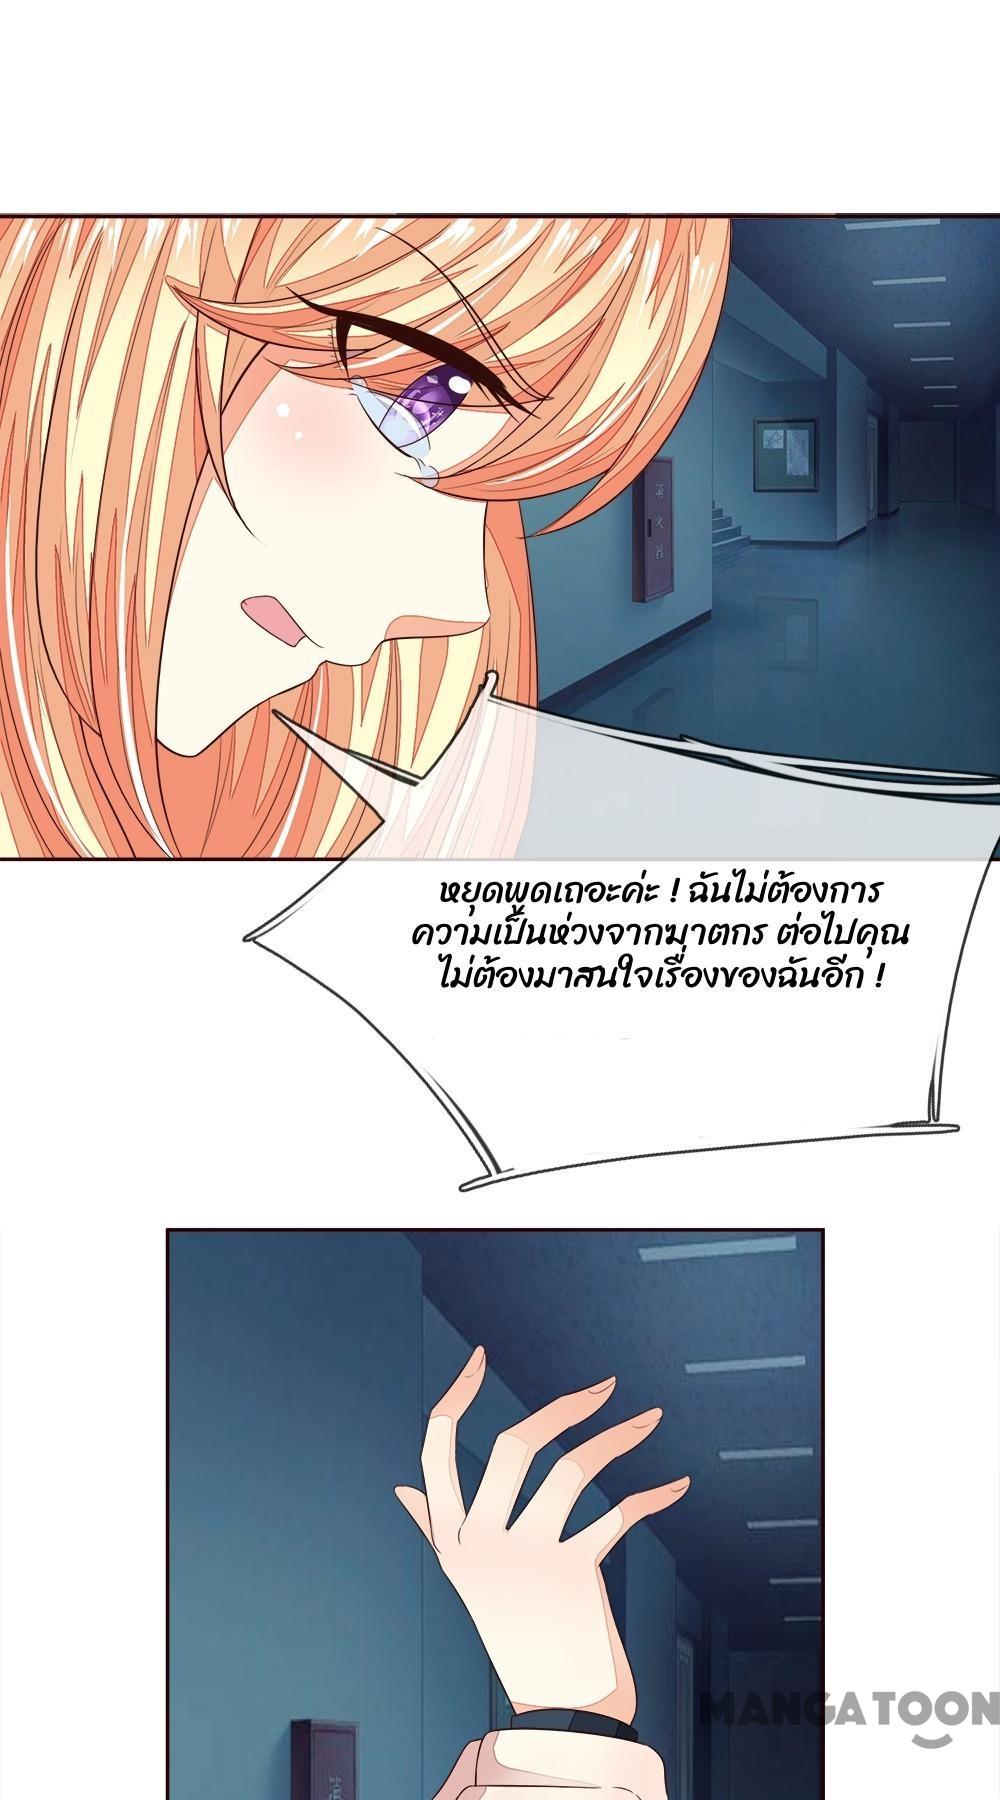 消火器
หยุดพูดเถอะค่ะ ! ฉันไม่ต้องการ
ความเป็นห่วงจากฆาตกร ต่อไปคุณ
ไม่ต้องมาสนใจเรื่องของฉันอีก !
MANGATOON